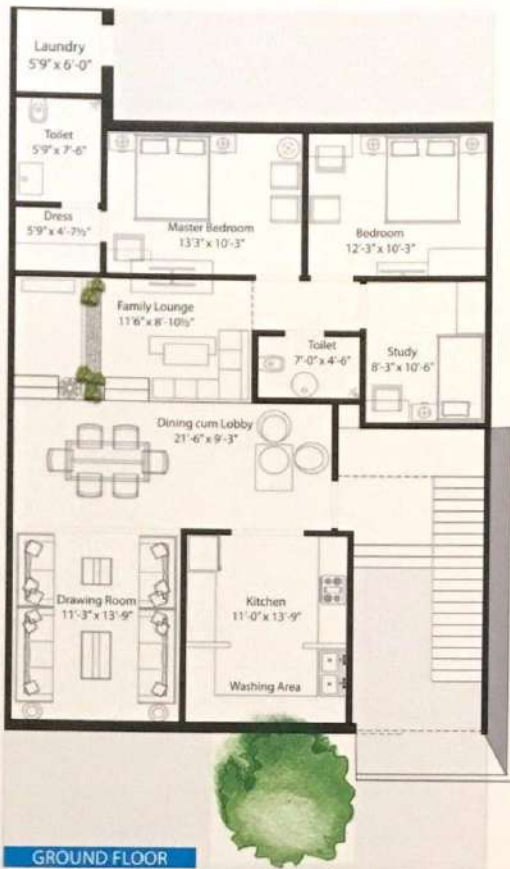 Laundry
5'9" x 6'-0"
Toilet
5'9" x 7'-6"
Dress
5'9" x 4'-7½"
Master Bedroom
13'3" x 10'-3"
Bedroom
12'-3" x 10'-3"
Family Lounge
11'6" x 8'-10½"
Toilet
7'-0" x 4'-6"
Study
8'-3" x 10'-6"
Dining cum Lobby
21'-6" x 9'-3"
Drawing Room
11'-3" x 13'-9"
Kitchen
11'-0" x 13'-9"
Washing Area
GROUND FLOOR